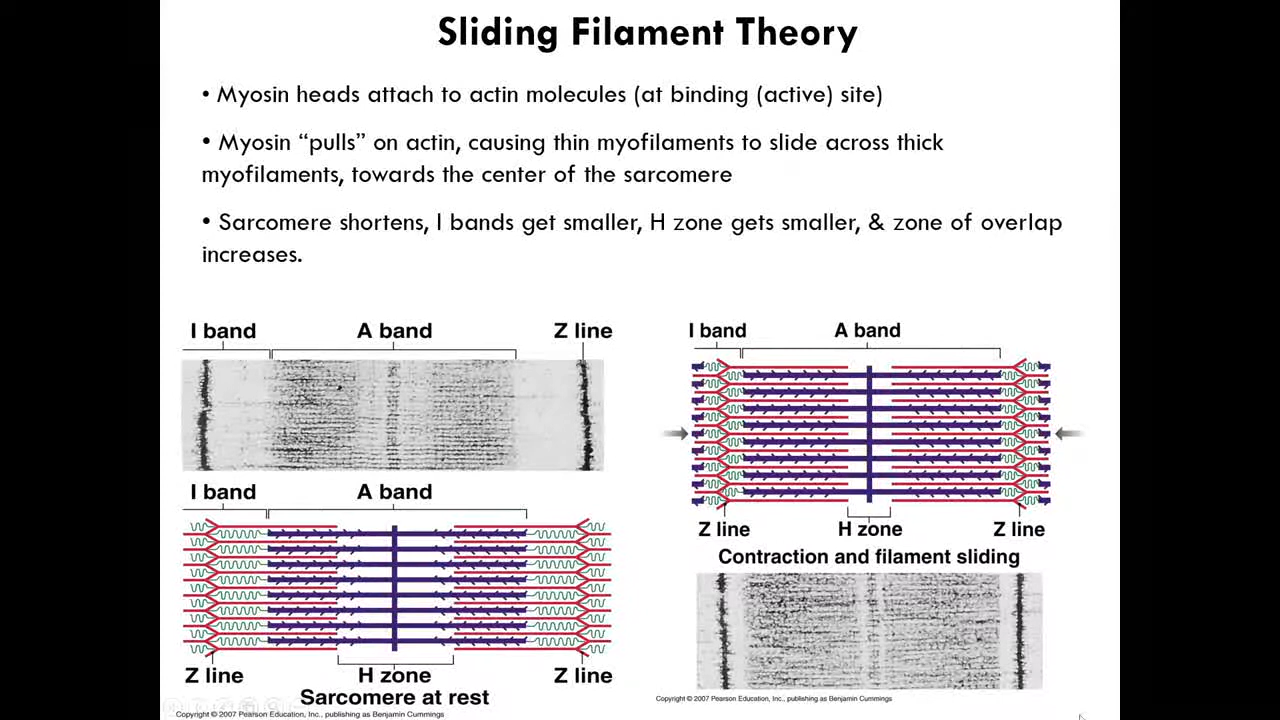 Sliding Filament Theory
• Myosin heads attach to actin molecules (at binding (active) site)
• Myosin “pulls” on actin, causing thin myofilaments to slide across thick
myofilaments, towards the center of the sarcomere
• Sarcomere shortens, I bands get smaller, H zone gets smaller, & zone of overlap
increases.
I band A band Z line
I band A band
Z line H zone Z line
Sarcomere at rest
Copyright © 2007 Pearson Education, Inc., publishing as Benjamin Cummings
I band A band
Z line H zone Z line
Contraction and filament sliding
Copyright © 2007 Pearson Education, Inc., publishing as Benjamin Cummings